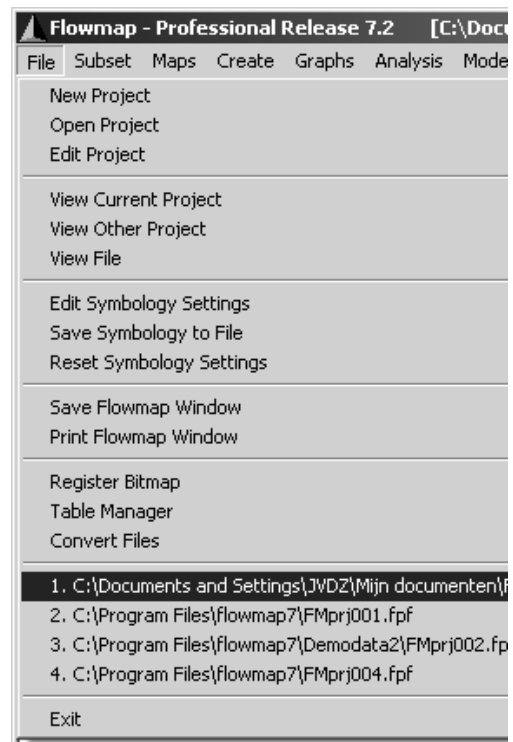 Flowmap - Professional Release 7.2 [C:\Docu
File Subset Maps Create Graphs Analysis Mode
New Project
Open Project
Edit Project
View Current Project
View Other Project
View File
Edit Symbology Settings
Save Symbology to File
Reset Symbology Settings
Save Flowmap Window
Print Flowmap Window
Register Bitmap
Table Manager
Convert Files
1. C:\Documents and Settings\JVDZ\Mijn documenten\F
2. C:\Program Files\flowmap7\FMprj001.fpf
3. C:\Program Files\flowmap7\Demodata2\FMprj002.fp
4. C:\Program Files\flowmap7\FMprj004.fpf
Exit